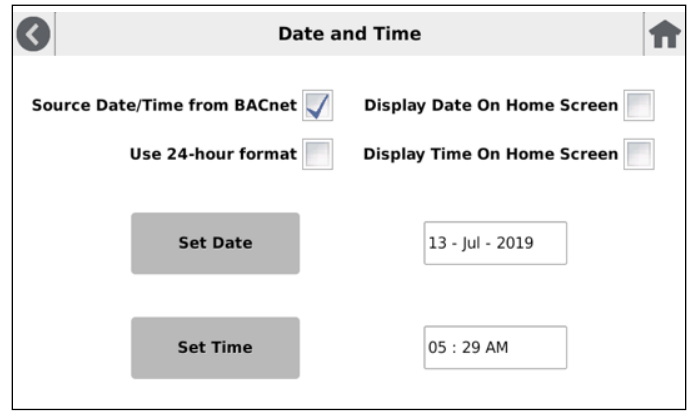 Date and Time
Source Date/Time from BACnet
Display Date On Home Screen
Use 24-hour format
Display Time On Home Screen
Set Date
13 - Jul - 2019
Set Time
05 : 29 AM